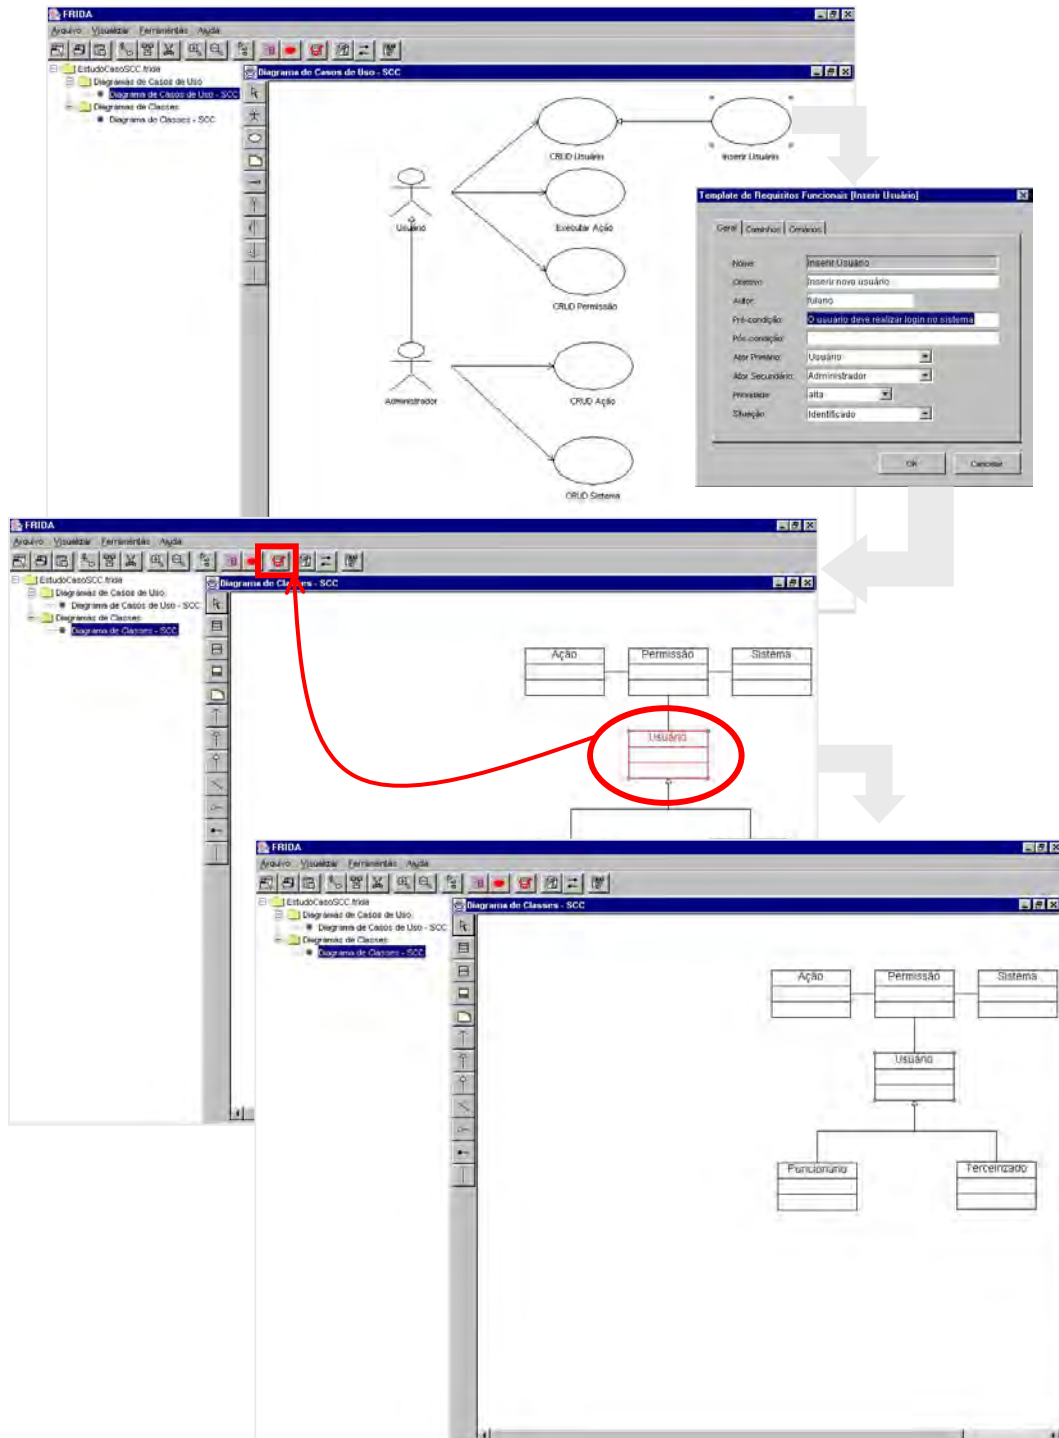 FRIDA
Arquivo Visualizar Ferramentas Ajuda
EstudoCasoSCC.frida
Diagramas de Casos de Uso
Diagrama de Casos de Uso - SCC
Diagramas de Classes
Diagrama de Classes - SCC
Diagrama de Casos de Uso - SCC
CRUD Usuário
Inserir Usuário
Usuário
Executar Ação
CRUD Permissão
Administrador
CRUD Ação
CRUD Sistema
Template de Requisitos Funcionais [Inserir Usuário]
Geral Caminhos Cenários
Nome: Inserir Usuário
Objetivo: Inserir novo usuário
Autor: fulano
Pré-condição: O usuário deve realizar login no sistema
Pós-condição:
Ator Primário: Usuário
Ator Secundário: Administrador
Prioridade: alta
Situação: Identificado
OK Cancelar
FRIDA
Arquivo Visualizar Ferramentas Ajuda
EstudoCasoSCC.frida
Diagramas de Casos de Uso
Diagrama de Casos de Uso - SCC
Diagramas de Classes
Diagrama de Classes - SCC
Diagrama de Classes - SCC
Ação Permissão Sistema
Usuário
FRIDA
Arquivo Visualizar Ferramentas Ajuda
EstudoCasoSCC.frida
Diagramas de Casos de Uso
Diagrama de Casos de Uso - SCC
Diagramas de Classes
Diagrama de Classes - SCC
Diagrama de Classes - SCC
Ação Permissão Sistema
Usuário
Funcionário Terceirizado